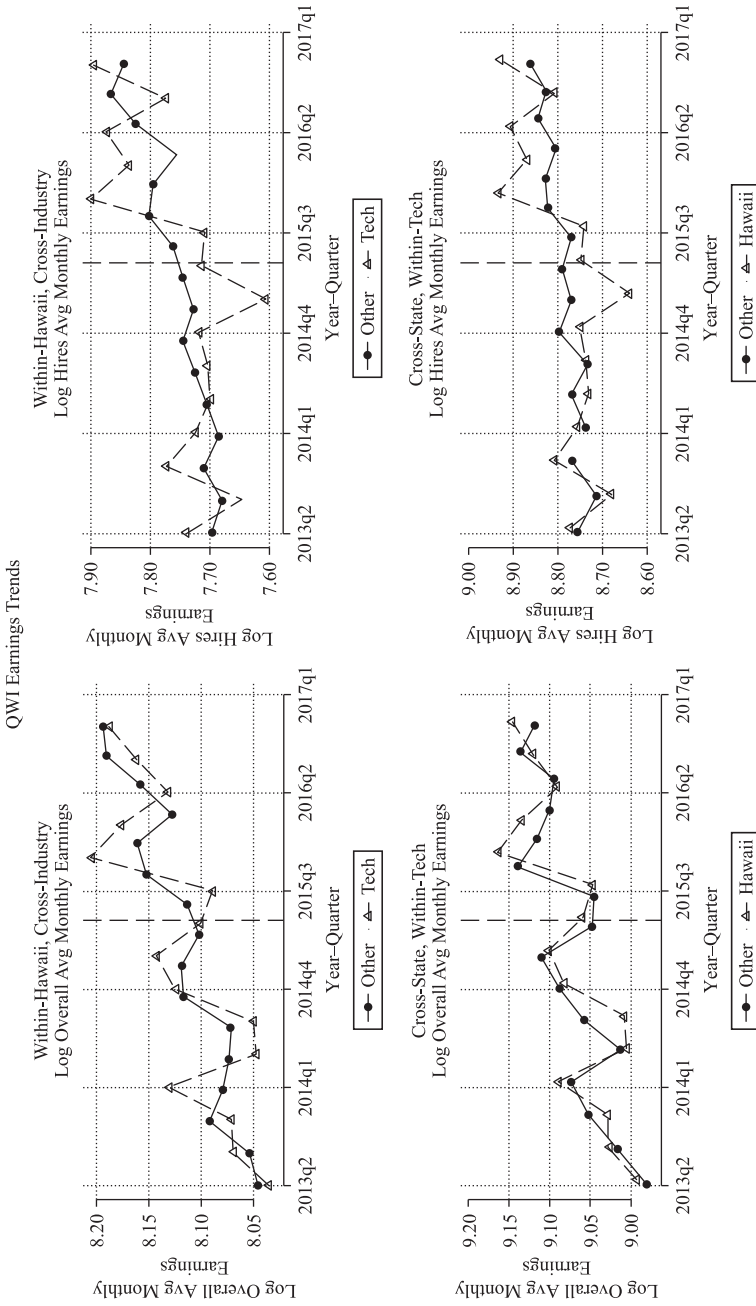 QWI Earnings Trends
Within-Hawaii, Cross-Industry
Log Overall Avg Monthly Earnings
Log Overall Avg Monthly
Earnings
8.20
8.15
8.10
8.05
2013q2
2014q1
2014q4
2015q3
2016q2
2017q1
Year–Quarter
Other
Tech
Within-Hawaii, Cross-Industry
Log Hires Avg Monthly Earnings
Log Hires Avg Monthly
Earnings
7.90
7.80
7.70
7.60
2013q2
2014q1
2014q4
2015q3
2016q2
2017q1
Year–Quarter
Other
Tech
Cross-State, Within-Tech
Log Overall Avg Monthly Earnings
Log Overall Avg Monthly
Earnings
9.20
9.15
9.10
9.05
9.00
2013q2
2014q1
2014q4
2015q3
2016q2
2017q1
Year–Quarter
Other
Hawaii
Cross-State, Within-Tech
Log Hires Avg Monthly Earnings
Log Hires Avg Monthly
Earnings
9.00
8.90
8.80
8.70
8.60
2013q2
2014q1
2014q4
2015q3
2016q2
2017q1
Year–Quarter
Other
Hawaii